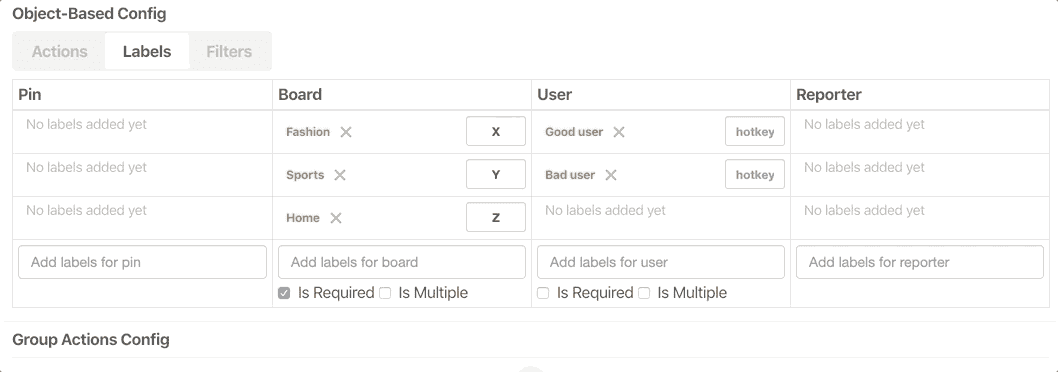 Object-Based Config
Actions Labels Filters
Pin Board User Reporter
No labels added yet Fashion X Good user hotkey No labels added yet
No labels added yet Sports Y Bad user hotkey No labels added yet
No labels added yet Home Z No labels added yet No labels added yet
Add labels for pin Add labels for board Add labels for user Add labels for reporter
Is Required Is Multiple Is Required Is Multiple
Group Actions Config